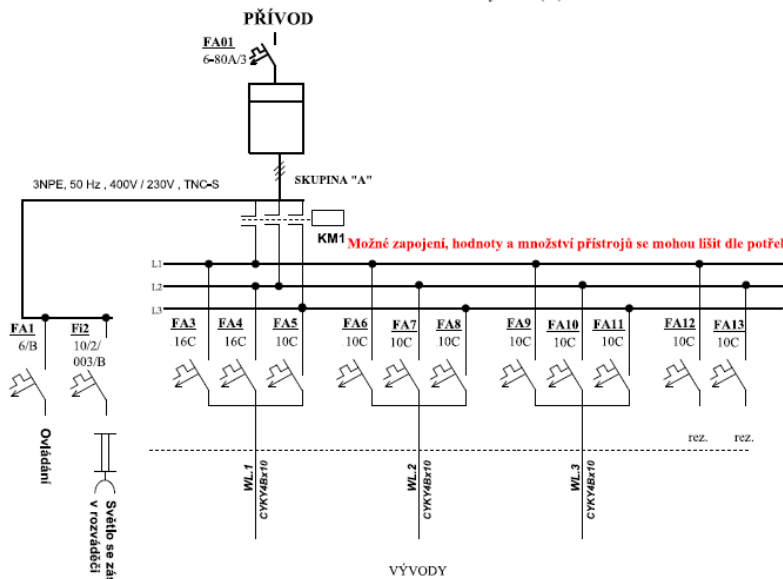 PŘÍVOD
FA01
6-80A/3
3NPE, 50 Hz , 400V / 230V , TNC-S
SKUPINA "A"
KM1
Možné zapojení, hodnoty a množství přístrojů se mohou lišit dle
L1
L2
L3
FA1
6/B
Fi2
10/2/
003/B
FA3
16C
FA4
16C
FA5
10C
FA6
10C
FA7
10C
FA8
10C
FA9
10C
FA10
10C
FA11
10C
FA12
10C
FA13
10C
Ovládání
Světlo se
v rozváděči
WL.1
CYKY4Bx10
WL.2
CYKY4Bx10
WL.3
CYKY4Bx10
rez.
rez.
VÝVODY